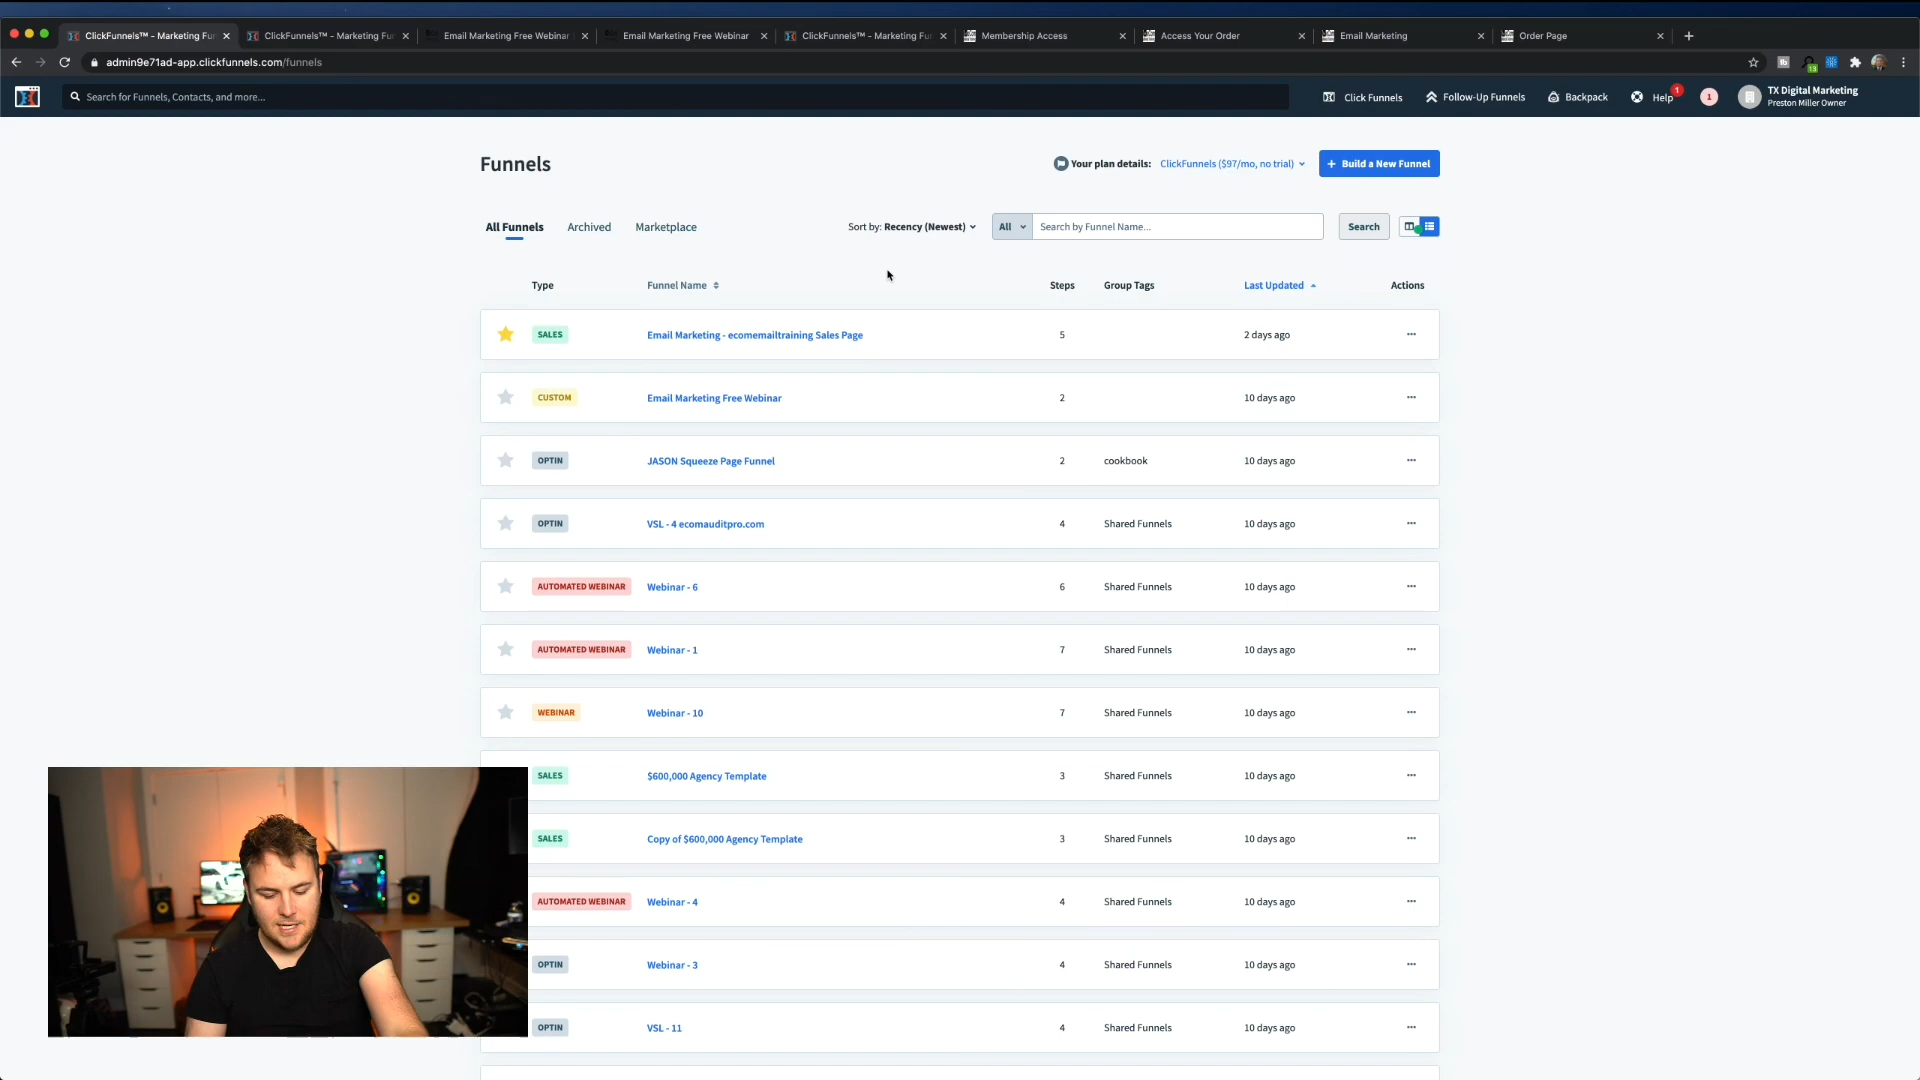 ClickFunnels™ - Marketing Fun
ClickFunnels™ - Marketing Fun
Email Marketing Free Webinar
Email Marketing Free Webinar
ClickFunnels™ - Marketing Fun
Membership Access
Access Your Order
Email Marketing
Order Page
admin9e71ad-app.clickfunnels.com/funnels
13
Search for Funnels, Contacts, and more...
Click Funnels
Follow-Up Funnels
Backpack
Help
1
1
TX Digital Marketing
Preston Miller Owner
Funnels
Your plan details: ClickFunnels ($97/mo, no trial)
+ Build a New Funnel
All Funnels Archived Marketplace
Sort by: Recency (Newest)
All
Search by Funnel Name...
Search
Type Funnel Name Steps Group Tags Last Updated Actions
SALES Email Marketing - ecomemailtraining Sales Page 5 2 days ago
CUSTOM Email Marketing Free Webinar 2 10 days ago
OPTIN JASON Squeeze Page Funnel 2 cookbook 10 days ago
OPTIN VSL - 4 ecomauditpro.com 4 Shared Funnels 10 days ago
AUTOMATED WEBINAR Webinar - 6 6 Shared Funnels 10 days ago
AUTOMATED WEBINAR Webinar - 1 7 Shared Funnels 10 days ago
WEBINAR Webinar - 10 7 Shared Funnels 10 days ago
SALES $600,000 Agency Template 3 Shared Funnels 10 days ago
SALES Copy of $600,000 Agency Template 3 Shared Funnels 10 days ago
AUTOMATED WEBINAR Webinar - 4 4 Shared Funnels 10 days ago
OPTIN Webinar - 3 4 Shared Funnels 10 days ago
OPTIN VSL - 11 4 Shared Funnels 10 days ago